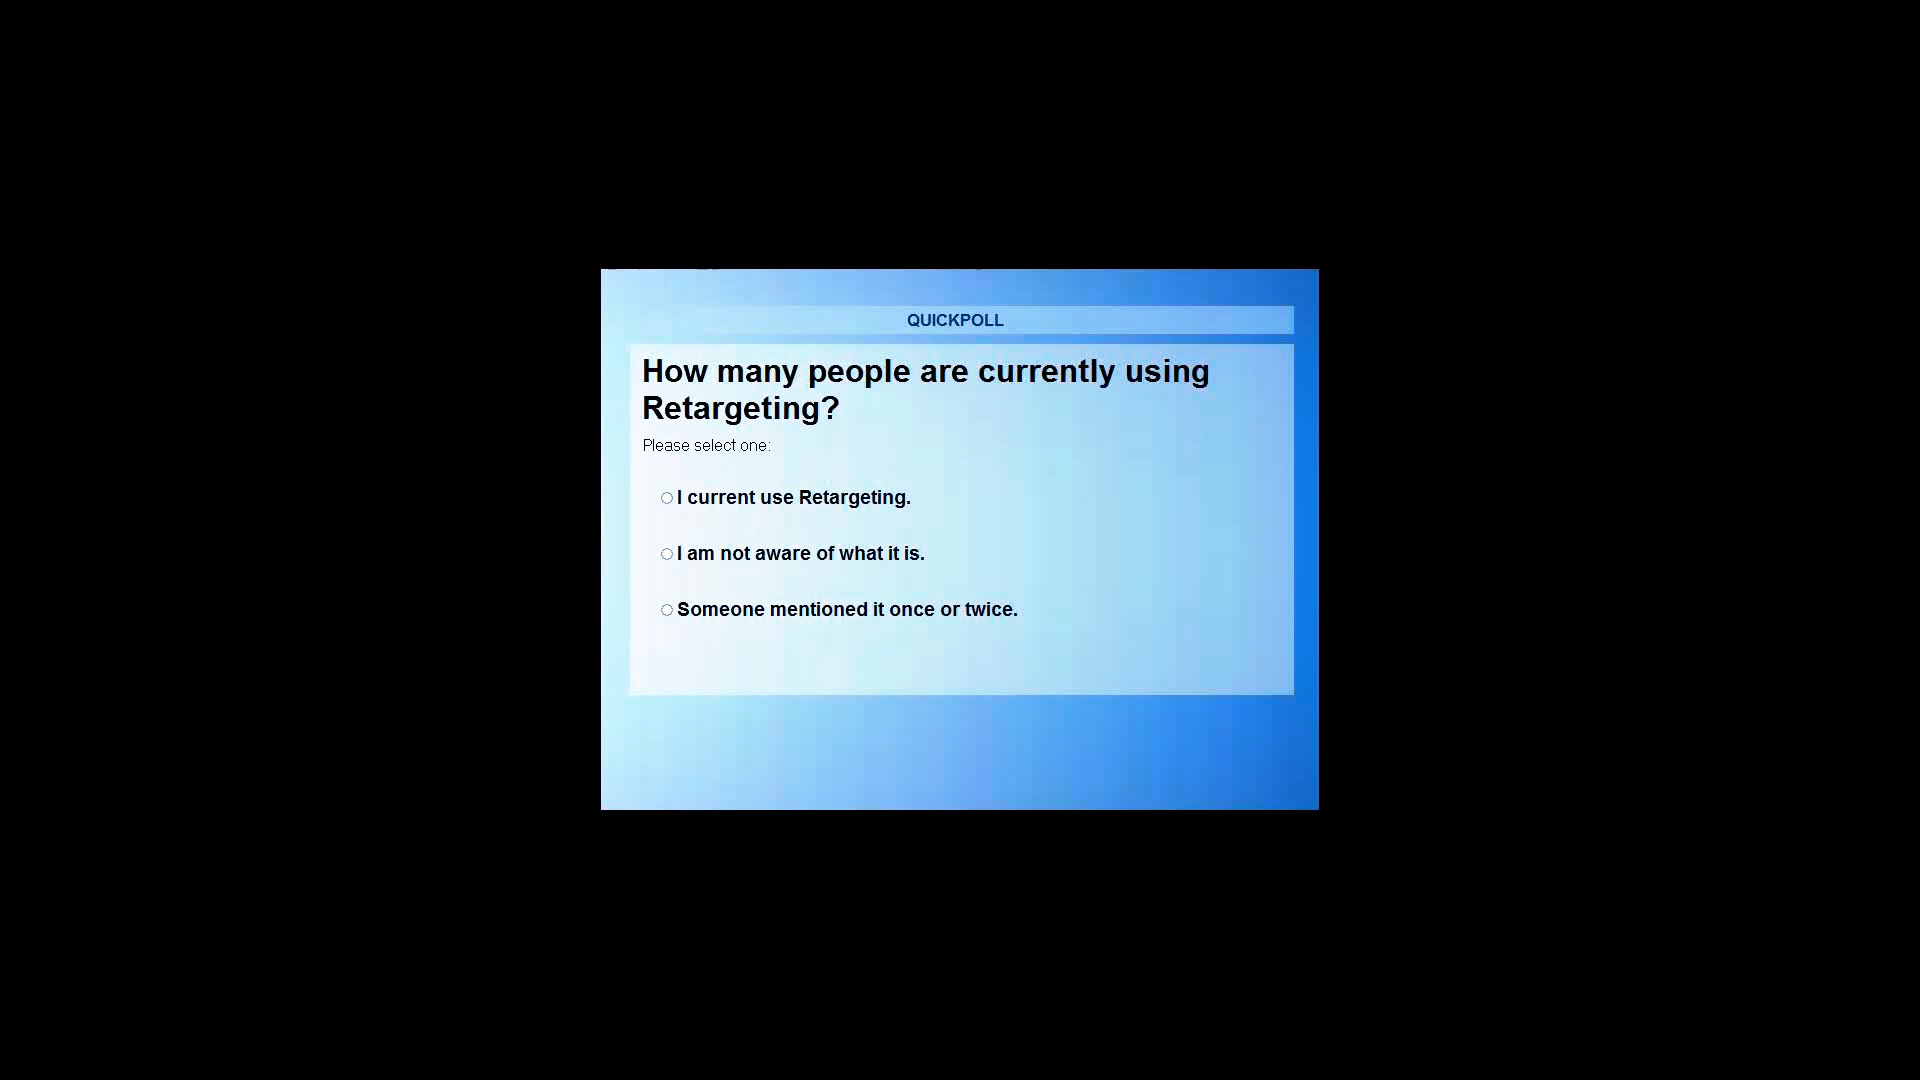 QUICKPOLL
How many people are currently using
Retargeting?
Please select one:
I current use Retargeting.
I am not aware of what it is.
Someone mentioned it once or twice.